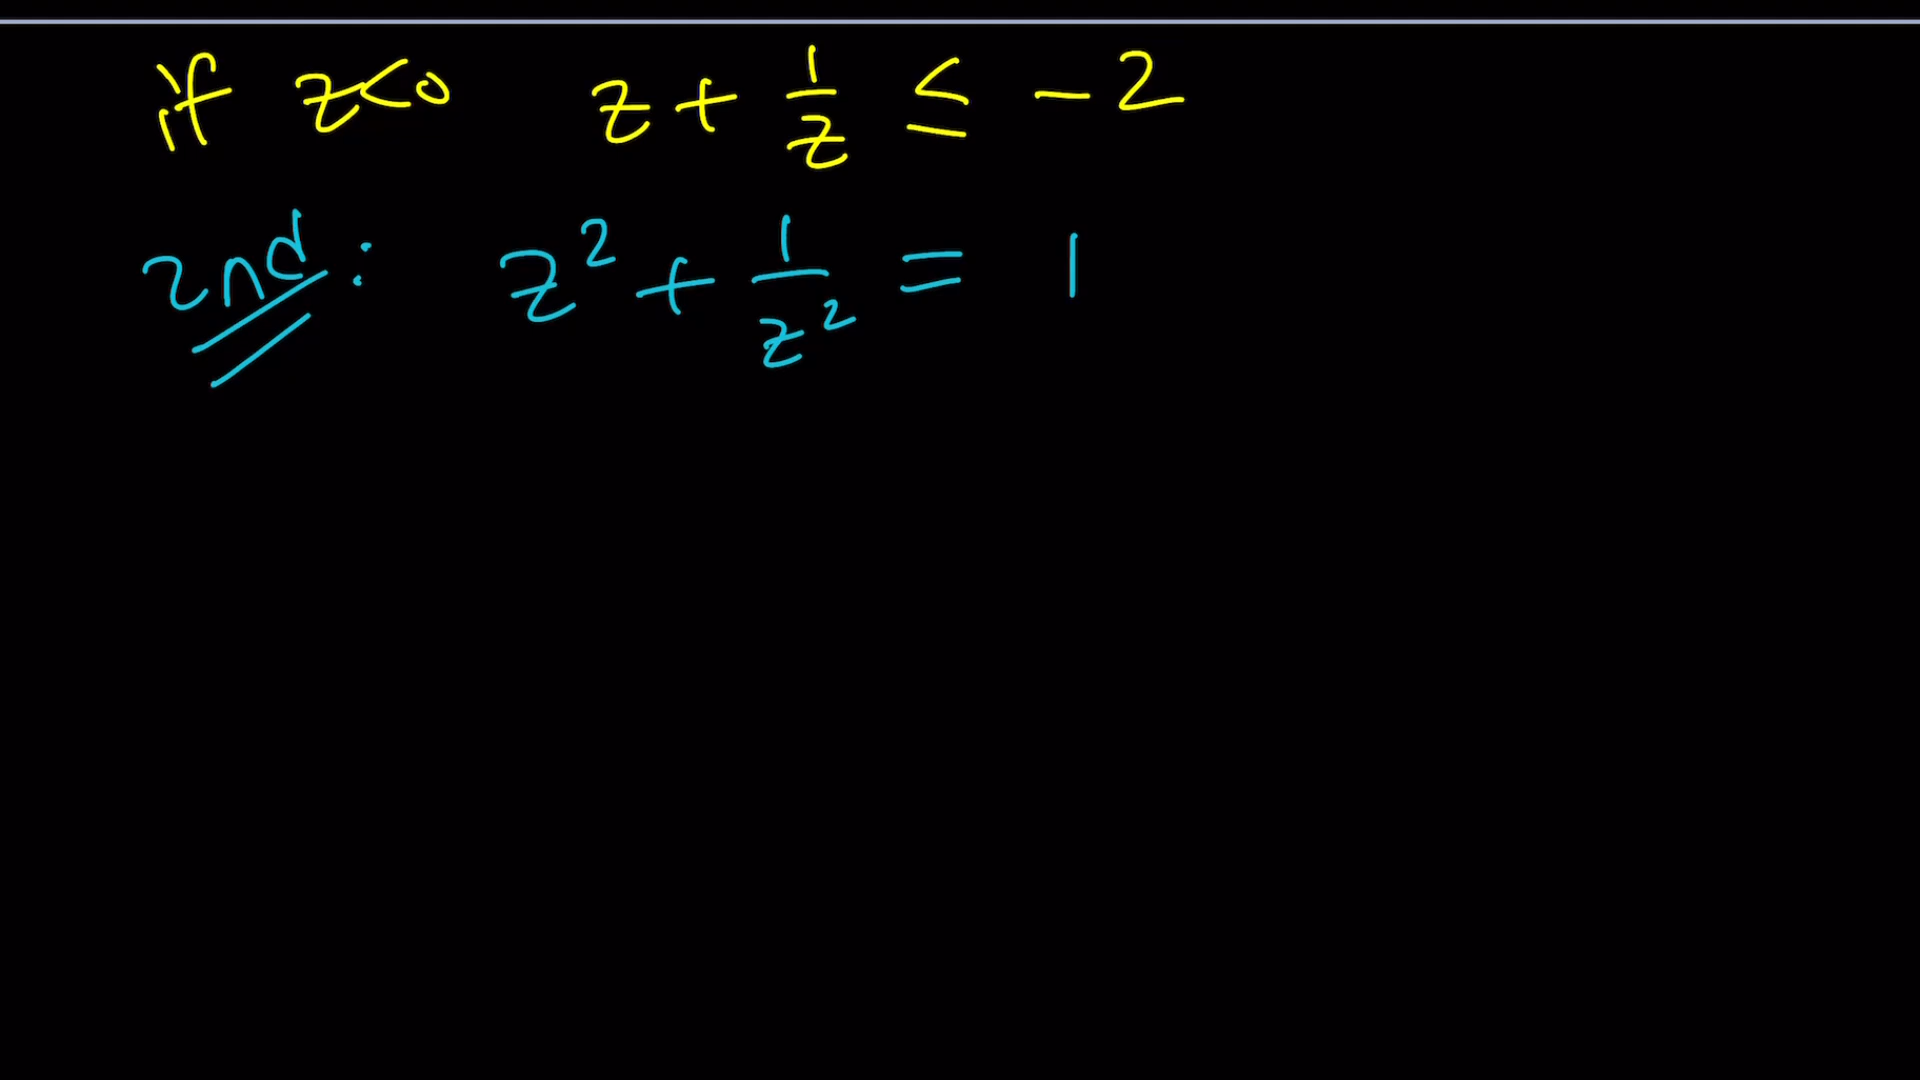 if z<0 z + 1/z ≤ -2
2nd: z² + 1/z² = 1